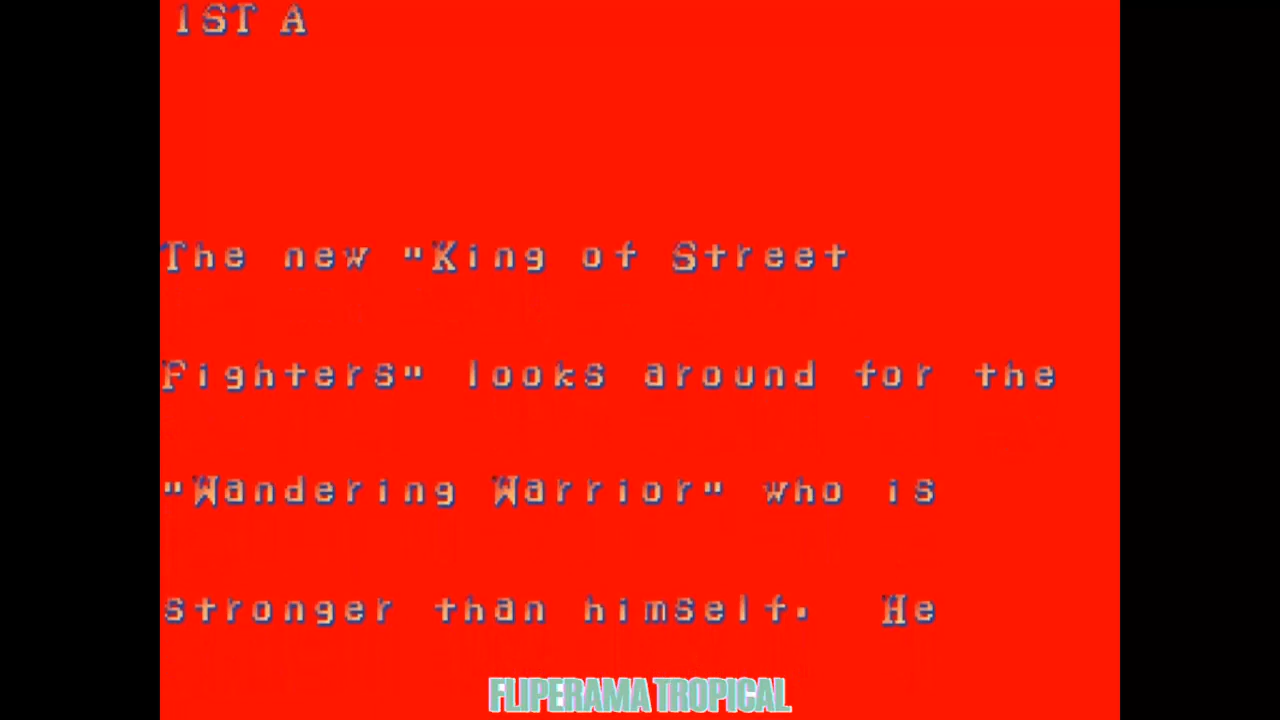 1ST A
The new "King of Street
Fighters" looks around for the
"Wandering Warrior" who is
stronger than himself. He
FLIPERAMA TROPICAL